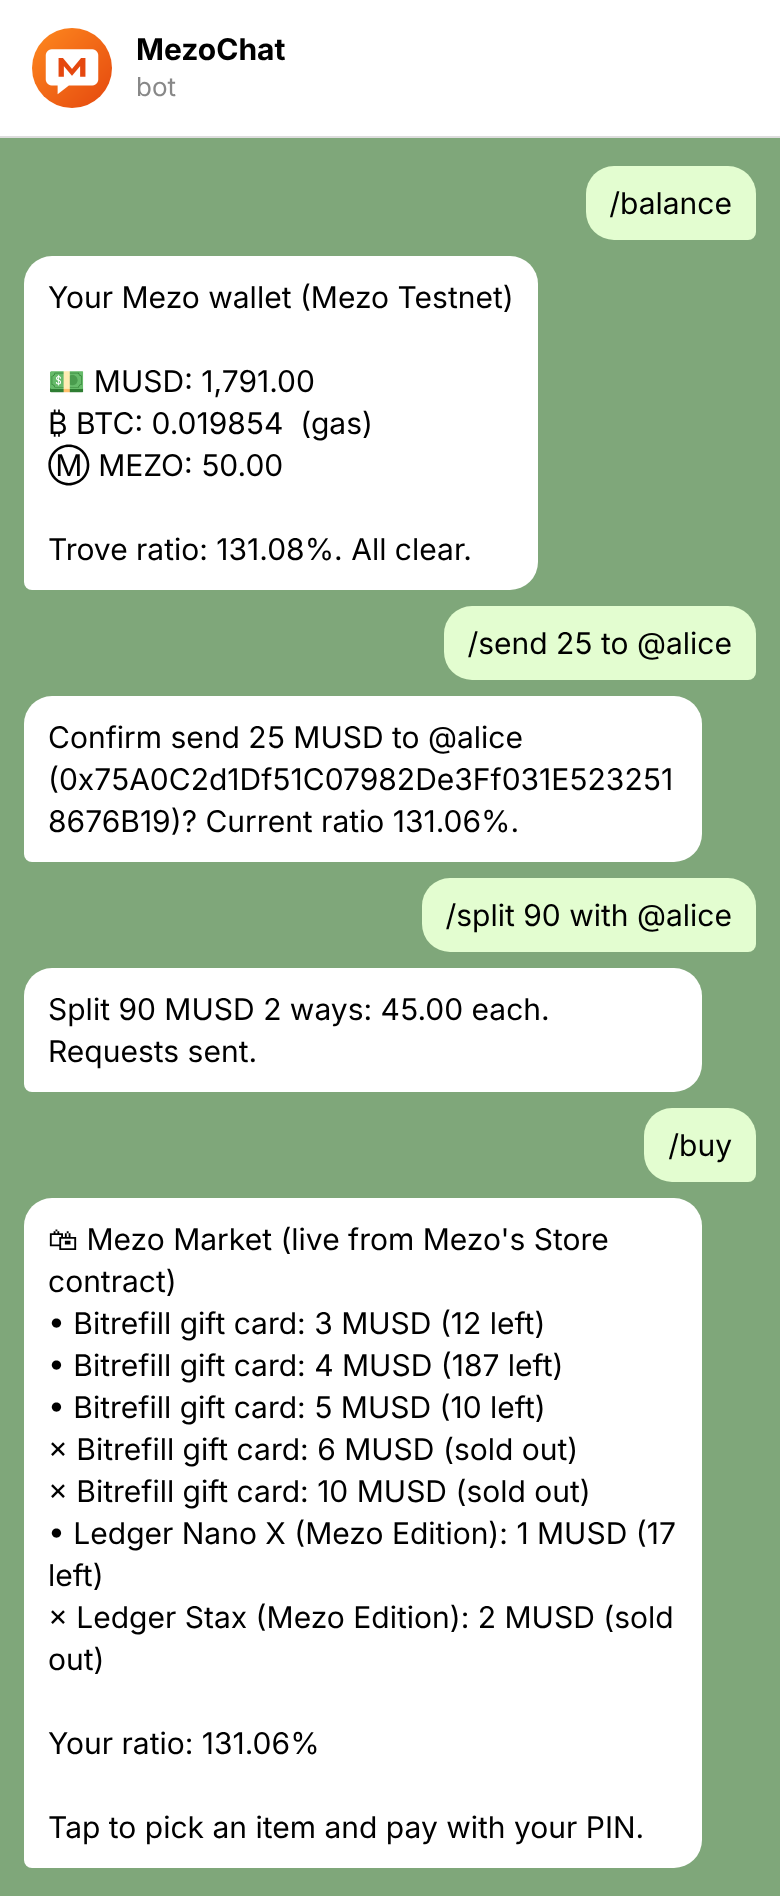 MezoChat
bot
/balance
Your Mezo wallet (Mezo Testnet)
💵 MUSD: 1,791.00
₿ BTC: 0.019854 (gas)
Ⓜ MEZO: 50.00
Trove ratio: 131.08%. All clear.
/send 25 to @alice
Confirm send 25 MUSD to @alice
(0x75A0C2d1Df51C07982De3Ff031E523251
8676B19)? Current ratio 131.06%.
/split 90 with @alice
Split 90 MUSD 2 ways: 45.00 each.
Requests sent.
/buy
🛍 Mezo Market (live from Mezo's Store
contract)
• Bitrefill gift card: 3 MUSD (12 left)
• Bitrefill gift card: 4 MUSD (187 left)
• Bitrefill gift card: 5 MUSD (10 left)
× Bitrefill gift card: 6 MUSD (sold out)
× Bitrefill gift card: 10 MUSD (sold out)
• Ledger Nano X (Mezo Edition): 1 MUSD (17
left)
× Ledger Stax (Mezo Edition): 2 MUSD (sold
out)
Your ratio: 131.06%
Tap to pick an item and pay with your PIN.